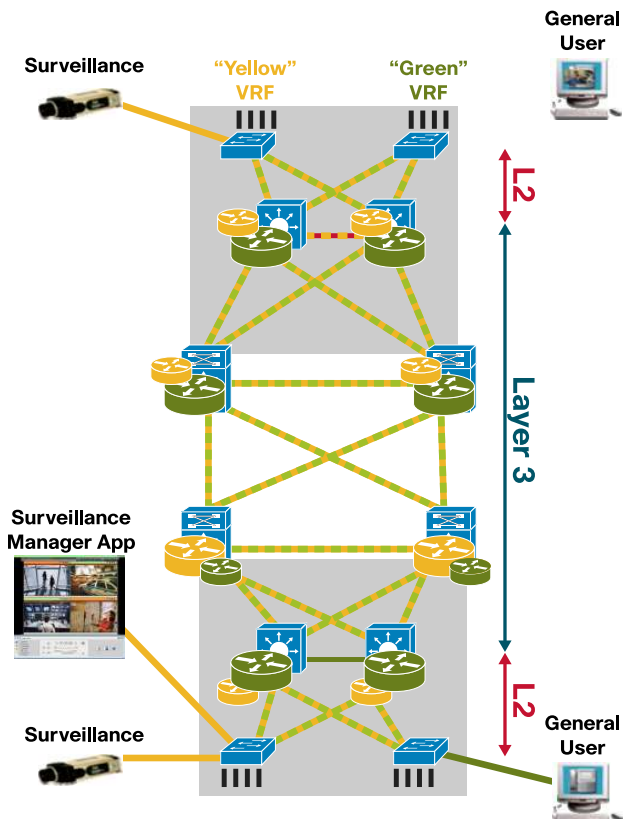 General
User
Surveillance
“Yellow”
VRF
“Green”
VRF
L2
Layer 3
Surveillance
Manager App
L2
Surveillance
General
User